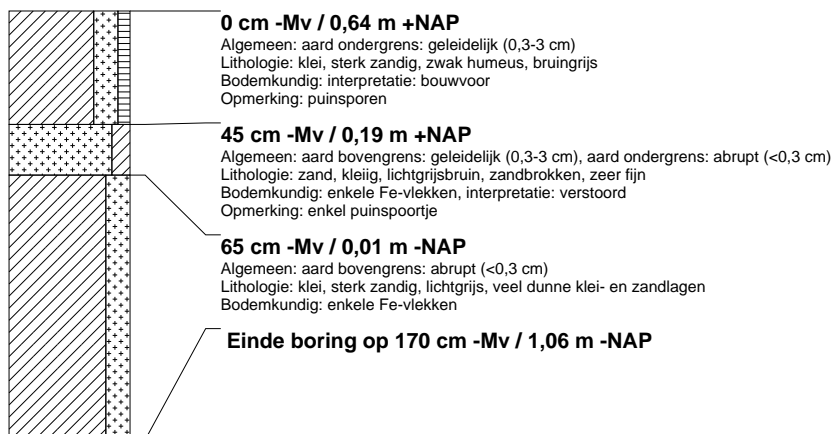 0 cm -Mv / 0,64 m +NAP
Algemeen: aard ondergrens: geleidelijk (0,3-3 cm)
Lithologie: klei, sterk zandig, zwak humeus, bruingrijs
Bodemkundig: interpretatie: bouwvoor
Opmerking: puinsporen
45 cm -Mv / 0,19 m +NAP
Algemeen: aard bovengrens: geleidelijk (0,3-3 cm), aard ondergrens: abrupt (<0,3 cm)
Lithologie: zand, kleiig, lichtgrijsbruin, zandbrokken, zeer fijn
Bodemkundig: enkele Fe-vlekken, interpretatie: verstoord
Opmerking: enkel puinspoortje
65 cm -Mv / 0,01 m -NAP
Algemeen: aard bovengrens: abrupt (<0,3 cm)
Lithologie: klei, sterk zandig, lichtgrijs, veel dunne klei- en zandlagen
Bodemkundig: enkele Fe-vlekken
Einde boring op 170 cm -Mv / 1,06 m -NAP